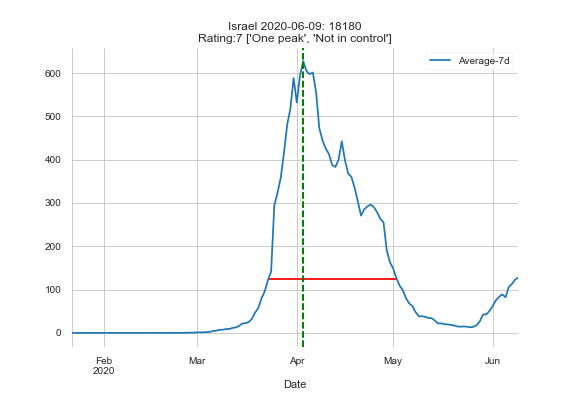 Israel 2020-06-09: 18180
Rating:7 ['One peak', 'Not in control']
Average-7d
600
500
400
300
200
100
0
Feb
2020
Mar
Apr
May
Jun
Date